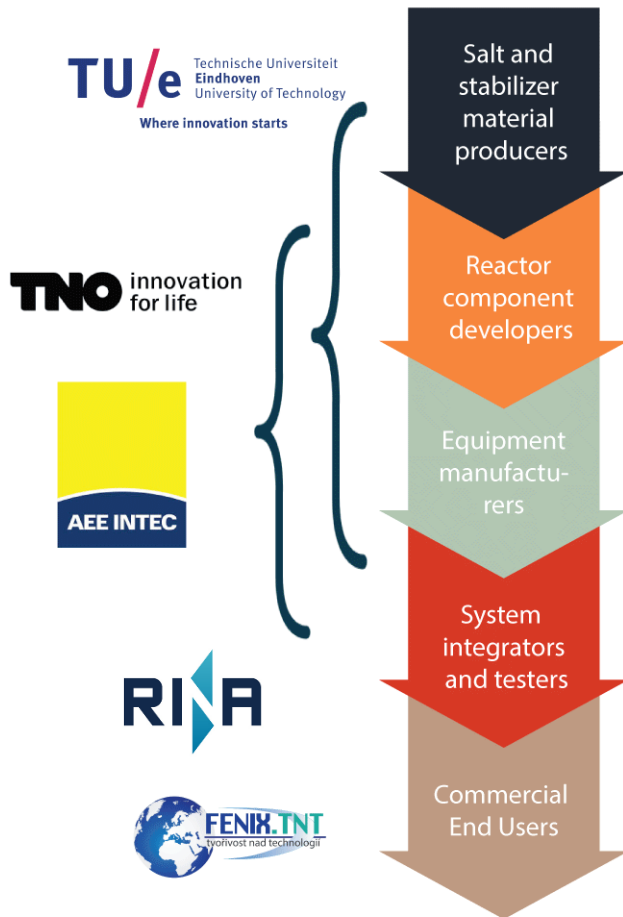 TU/e
Technische Universiteit
Eindhoven
University of Technology
Where innovation starts
TNO innovation
for life
AEE INTEC
RINA
FENIX.TNT
tvořivost nad technologií
Salt and
stabilizer
material
producers
Reactor
component
developers
Equipment
manufactu-
rers
System
integrators
and testers
Commercial
End Users